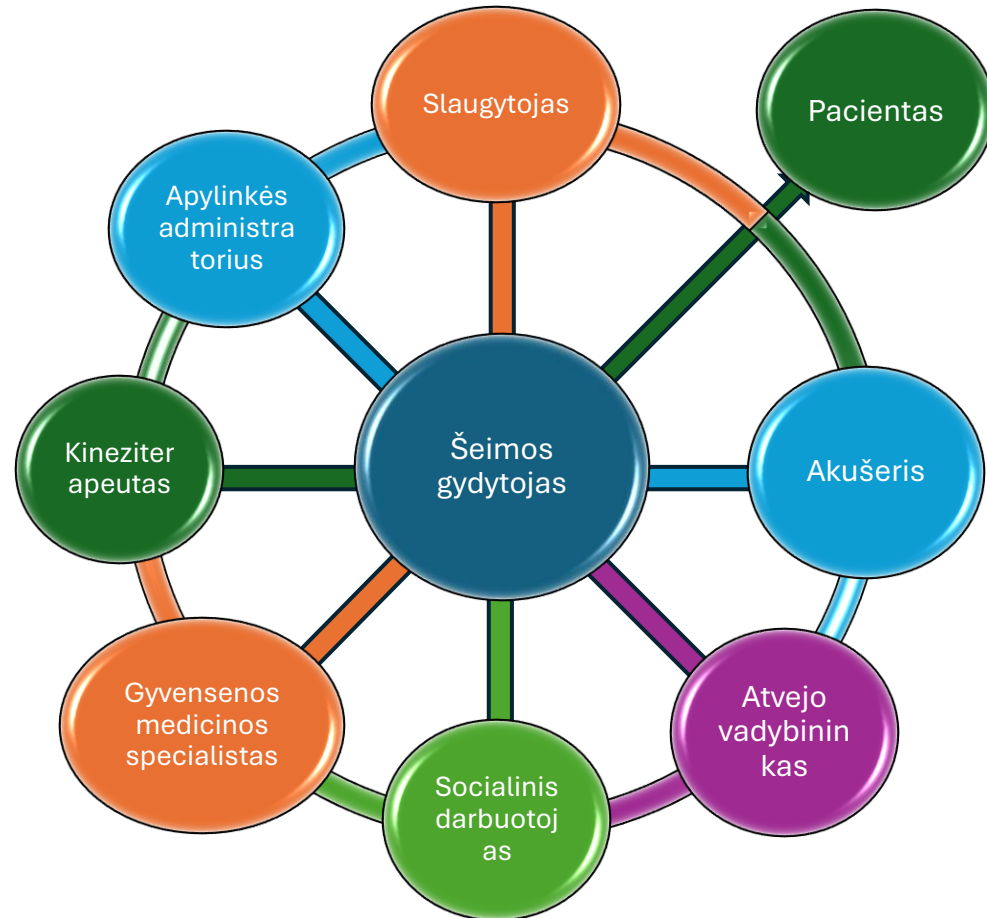 Slaugytojas
Pacientas
Apylinkės
administra
torius
Kineziter
apeutas
Šeimos
gydytojas
Akušeris
Gyvensenos
medicinos
specialistas
Socialinis
darbuotoj
as
Atvejo
vadybinin
kas